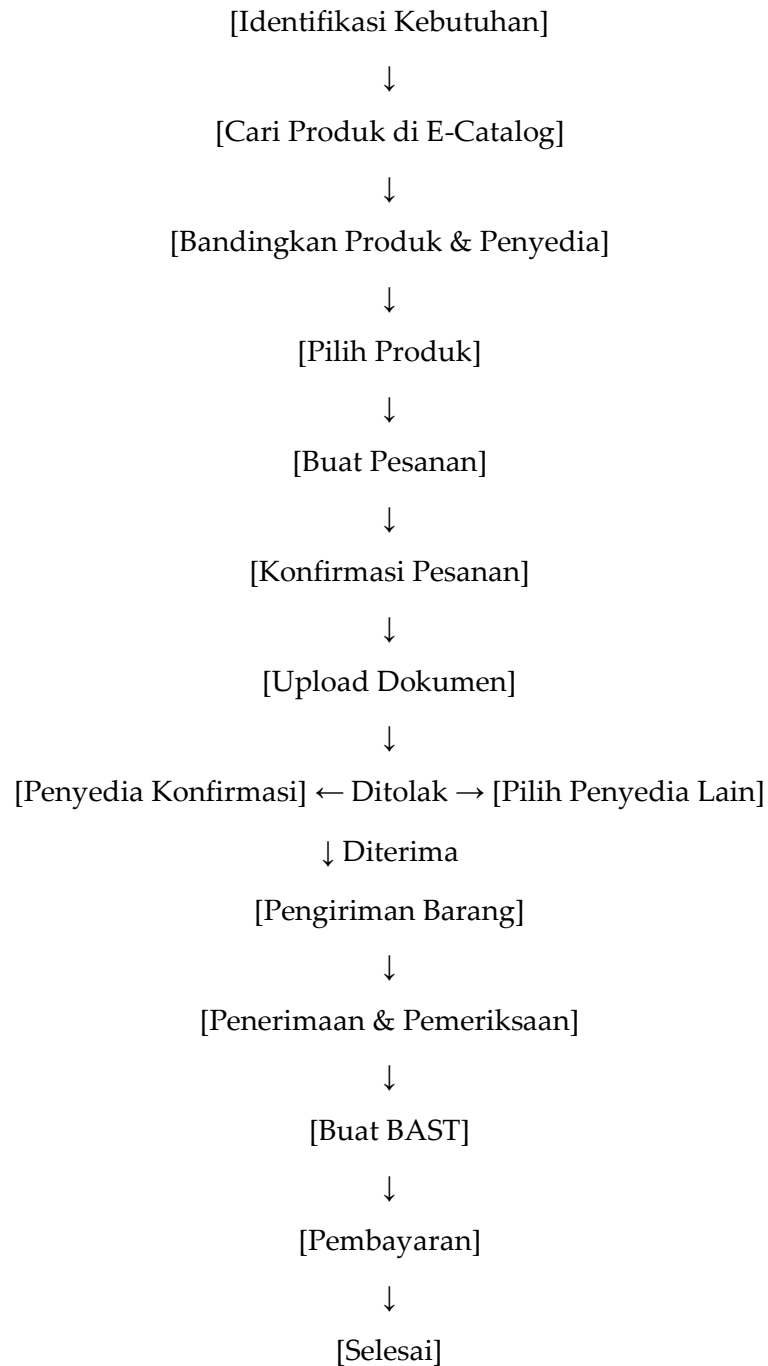 [Identifikasi Kebutuhan]
↓
[Cari Produk di E-Catalog]
↓
[Bandingkan Produk & Penyedia]
↓
[Pilih Produk]
↓
[Buat Pesanan]
↓
[Konfirmasi Pesanan]
↓
[Upload Dokumen]
↓
[Penyedia Konfirmasi] ← Ditolak → [Pilih Penyedia Lain]
↓ Diterima
[Pengiriman Barang]
↓
[Penerimaan & Pemeriksaan]
↓
[Buat BAST]
↓
[Pembayaran]
↓
[Selesai]